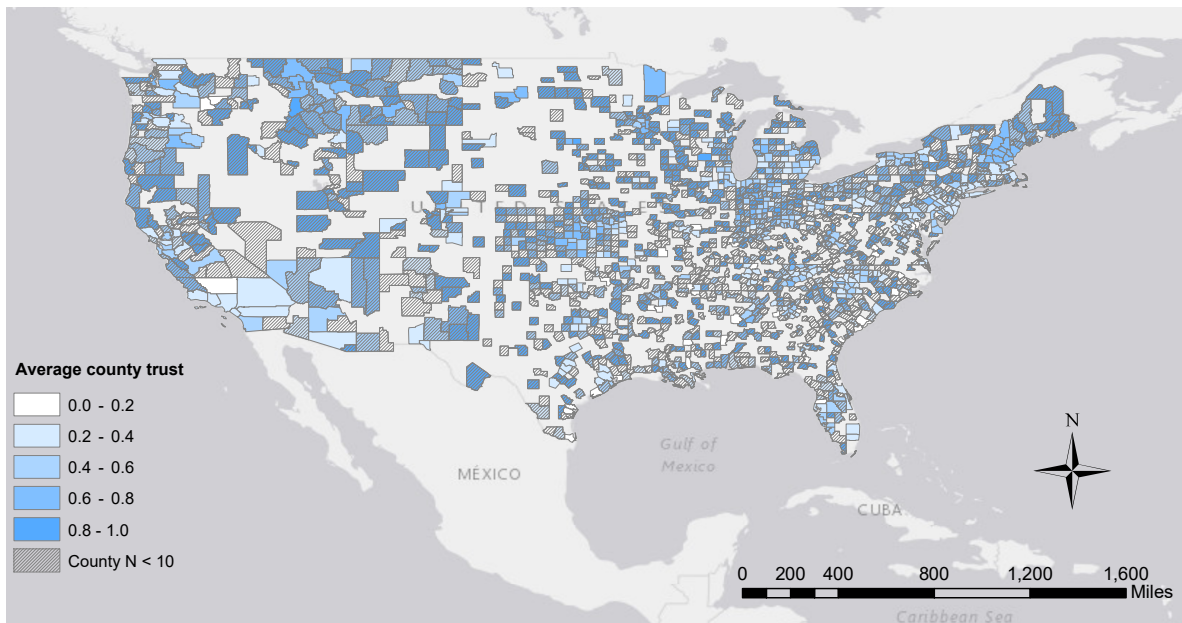 UNITED STATES
Average county trust
0.0 - 0.2
0.2 - 0.4
0.4 - 0.6
0.6 - 0.8
0.8 - 1.0
County N < 10
MÉXICO
Gulf of
Mexico
CUBA
N
0 200 400 800 1,200 1,600
Miles
Caribbean Sea